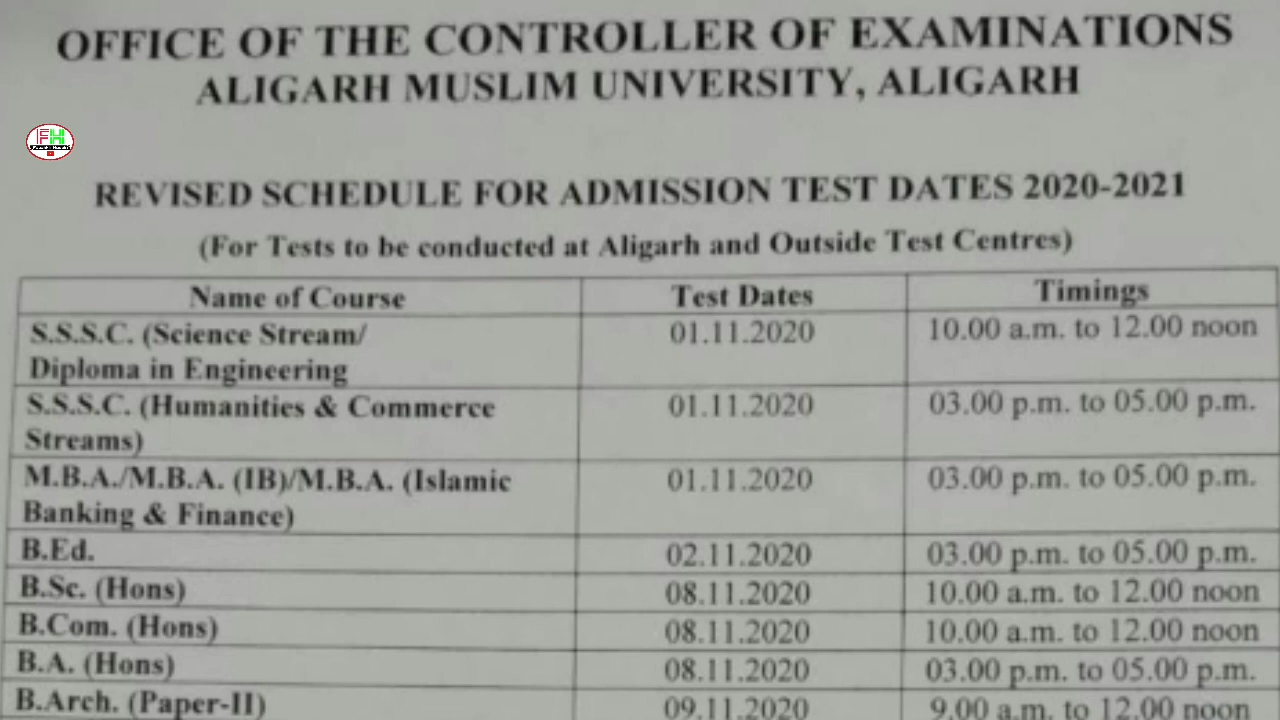 OFFICE OF THE CONTROLLER OF EXAMINATIONS
ALIGARH MUSLIM UNIVERSITY, ALIGARH
FH
REVISED SCHEDULE FOR ADMISSION TEST DATES 2020-2021
(For Tests to be conducted at Aligarh and Outside Test Centres)
Name of Course Test Dates Timings
S.S.S.C. (Science Stream/ 01.11.2020 10.00 a.m. to 12.00 noon
Diploma in Engineering
S.S.S.C. (Humanities & Commerce 01.11.2020 03.00 p.m. to 05.00 p.m.
Streams)
M.B.A./M.B.A. (IB)/M.B.A. (Islamic 01.11.2020 03.00 p.m. to 05.00 p.m.
Banking & Finance)
B.Ed. 02.11.2020 03.00 p.m. to 05.00 p.m.
B.Sc. (Hons) 08.11.2020 10.00 a.m. to 12.00 noon
B.Com. (Hons) 08.11.2020 10.00 a.m. to 12.00 noon
B.A. (Hons) 08.11.2020 03.00 p.m. to 05.00 p.m.
B.Arch. (Paper-II) 09.11.2020 9.00 a.m. to 12.00 noon